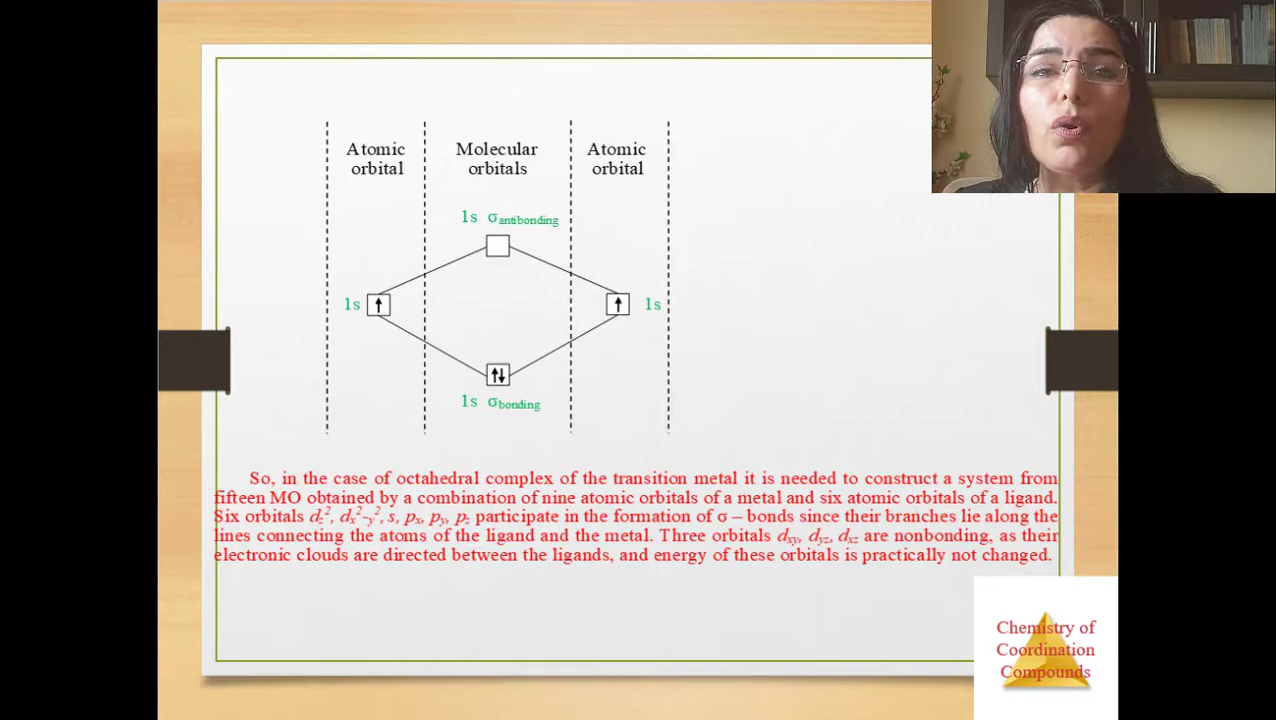 Atomic orbital
Molecular orbitals
Atomic orbital
1s σantibonding
1s
1s
1s σbonding
So, in the case of octahedral complex of the transition metal it is needed to construct a system from
fifteen MO obtained by a combination of nine atomic orbitals of a metal and six atomic orbitals of a ligand.
Six orbitals dz², dx²-y², s, px, py, pz participate in the formation of σ – bonds since their branches lie along the
lines connecting the atoms of the ligand and the metal. Three orbitals dxy, dyz, dxz are nonbonding, as their
electronic clouds are directed between the ligands, and energy of these orbitals is practically not changed.
Chemistry of
Coordination
Compounds